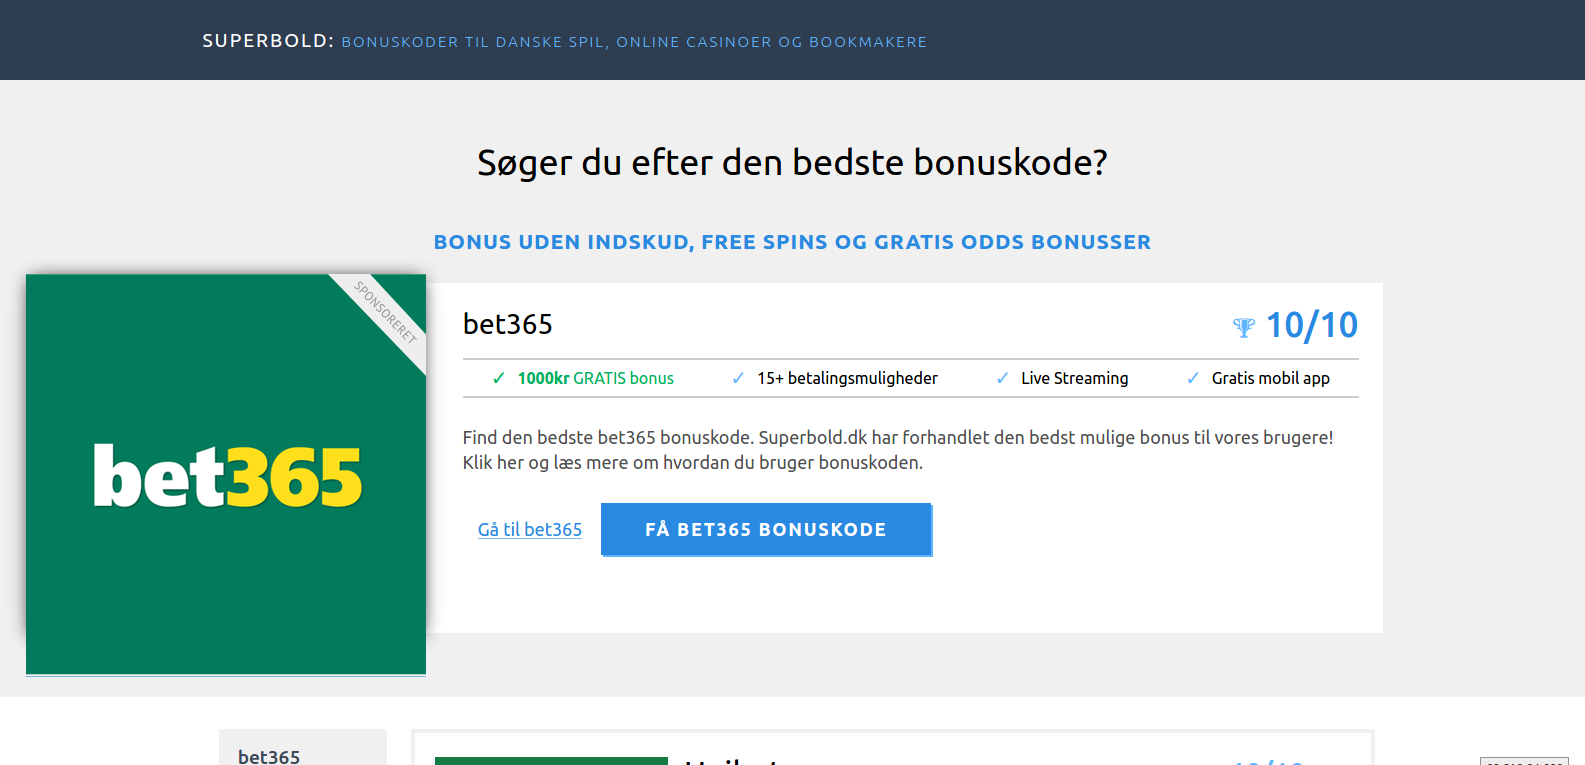 SUPERBOLD: BONUSKODER TIL DANSKE SPIL, ONLINE CASINOER OG BOOKMAKERE
Søger du efter den bedste bonuskode?
BONUS UDEN INDSKUD, FREE SPINS OG GRATIS ODDS BONUSSER
SPONSORERET
bet365
bet365
10/10
✓ 1000kr GRATIS bonus ✓ 15+ betalingsmuligheder ✓ Live Streaming ✓ Gratis mobil app
Find den bedste bet365 bonuskode. Superbold.dk har forhandlet den bedst mulige bonus til vores brugere!
Klik her og læs mere om hvordan du bruger bonuskoden.
Gå til bet365
FÅ BET365 BONUSKODE
bet365